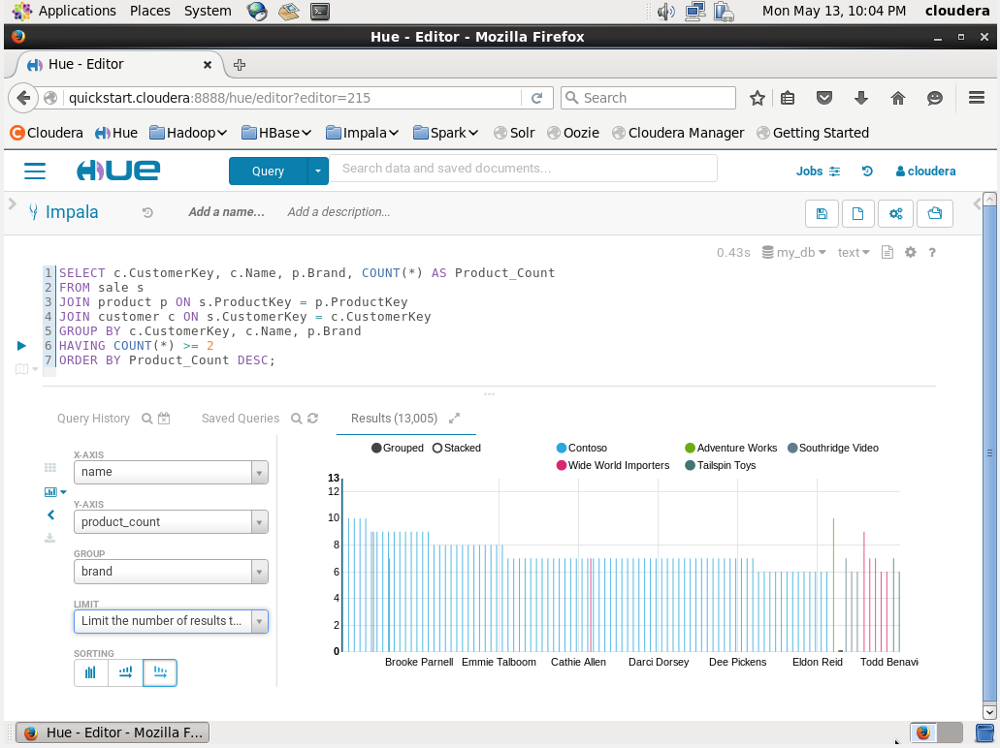 Applications Places System Mon May 13, 10:04 PM cloudera
Hue - Editor - Mozilla Firefox
Hue - Editor
quickstart.cloudera:8888/hue/editor?editor=215 Search
Cloudera Hue Hadoop HBase Impala Spark Solr Oozie Cloudera Manager Getting Started
HUE Query Search data and saved documents... Jobs cloudera
Impala Add a name... Add a description...
0.43s my_db text ?
1 SELECT c.CustomerKey, c.Name, p.Brand, COUNT(*) AS Product_Count
2 FROM sale s
3 JOIN product p ON s.ProductKey = p.ProductKey
4 JOIN customer c ON s.CustomerKey = c.CustomerKey
5 GROUP BY c.CustomerKey, c.Name, p.Brand
6 HAVING COUNT(*) >= 2
7 ORDER BY Product_Count DESC;
Query History Saved Queries Results (13,005)
X-AXIS
name
Y-AXIS
product_count
GROUP
brand
LIMIT
Limit the number of results t...
SORTING
Grouped Stacked Contoso Adventure Works Southridge Video
Wide World Importers Tailspin Toys
13
12
10
8
6
4
2
0
Brooke Parnell Emmie Talboom Cathie Allen Darci Dorsey Dee Pickens Eldon Reid Todd Benavi
Hue - Editor - Mozilla F...